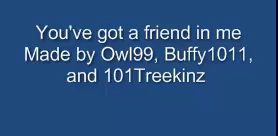 You've got a friend in me
Made by Owl99, Buffy1011,
and 101Treekinz